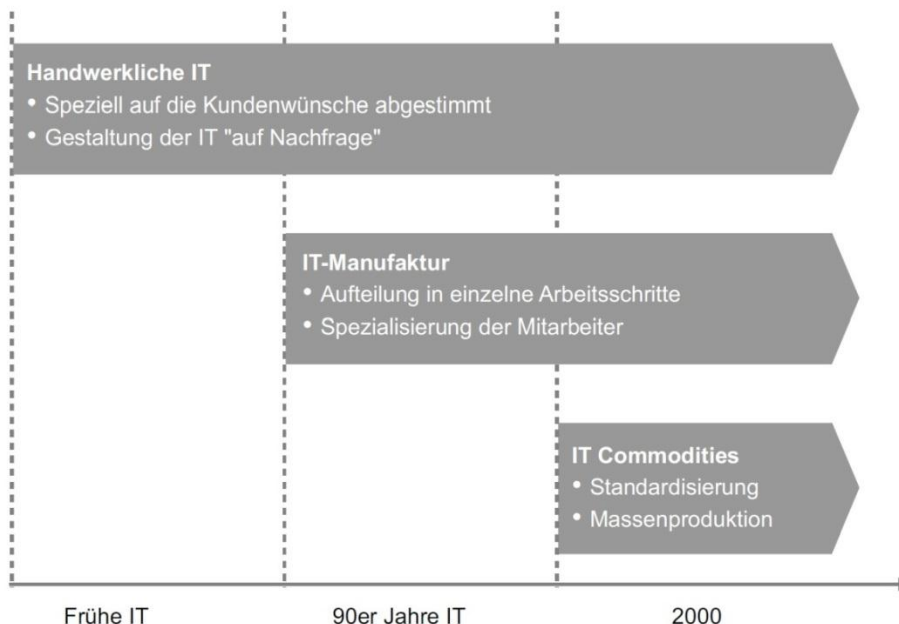 Handwerkliche IT
• Speziell auf die Kundenwünsche abgestimmt
• Gestaltung der IT "auf Nachfrage"
IT-Manufaktur
• Aufteilung in einzelne Arbeitsschritte
• Spezialisierung der Mitarbeiter
IT Commodities
• Standardisierung
• Massenproduktion
Frühe IT
90er Jahre IT
2000